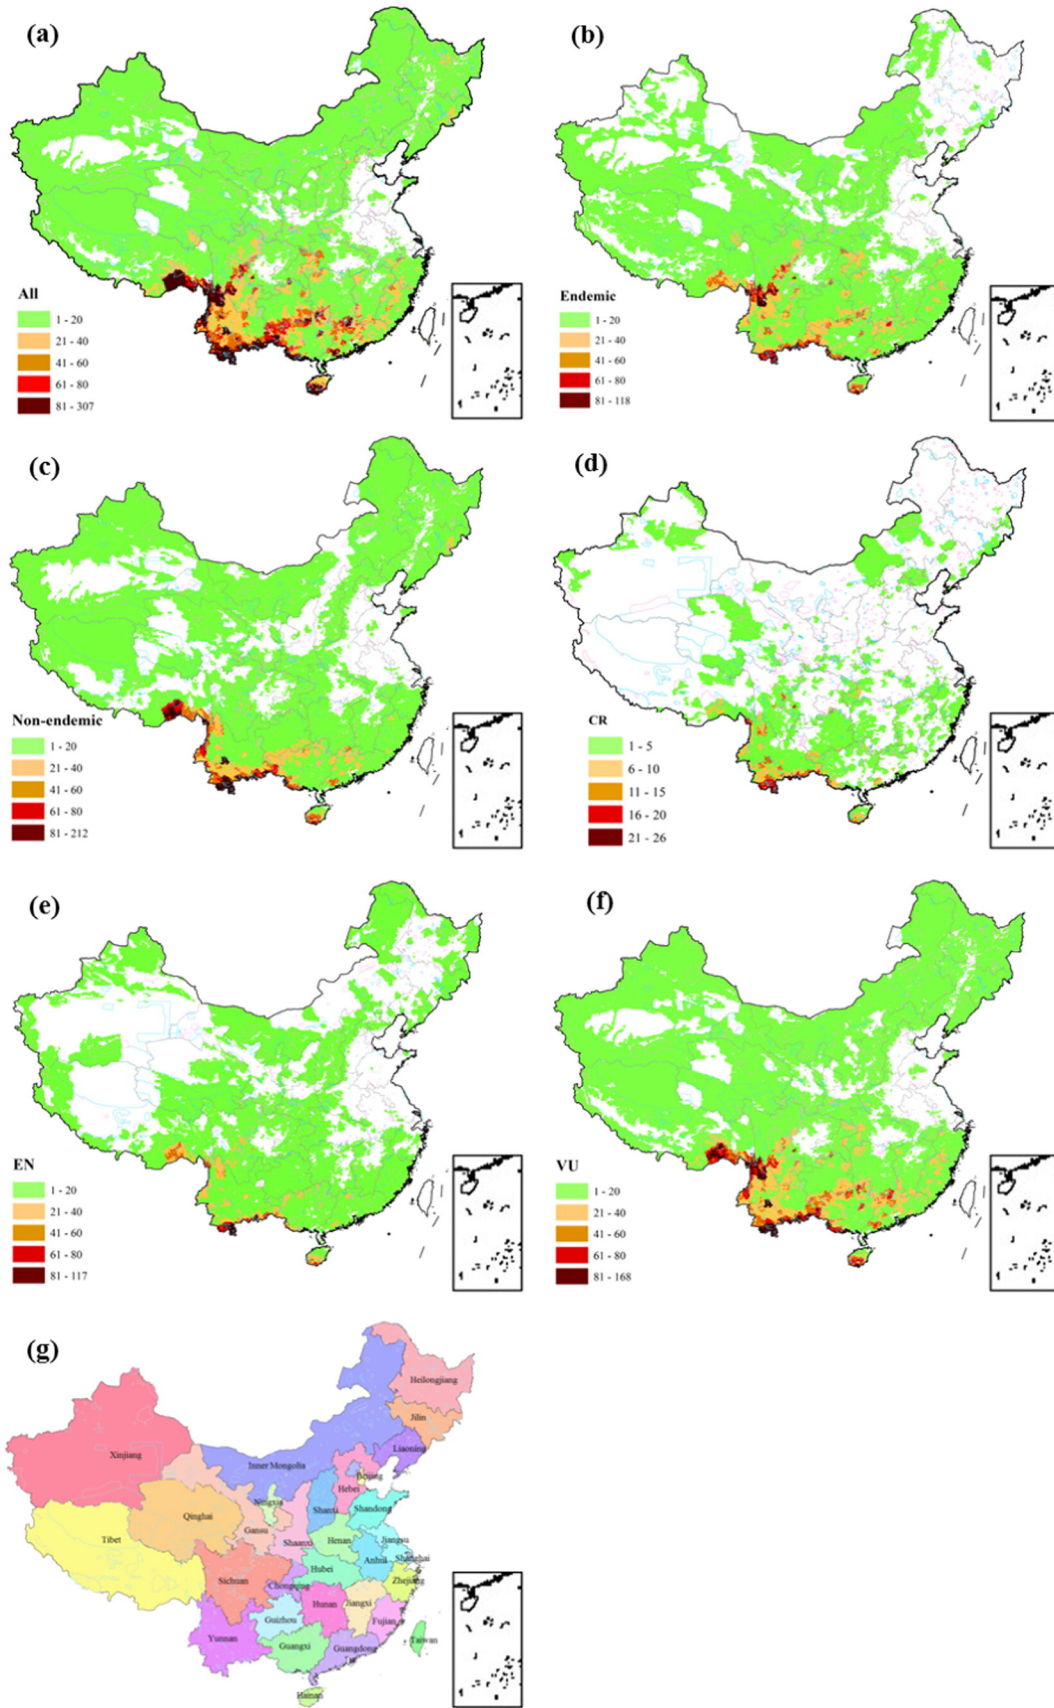 (a)
All
1 - 20
21 - 40
41 - 60
61 - 80
81 - 307
(b)
Endemic
1 - 20
21 - 40
41 - 60
61 - 80
81 - 118
(c)
Non-endemic
1 - 20
21 - 40
41 - 60
61 - 80
81 - 212
(d)
CR
1 - 5
6 - 10
11 - 15
16 - 20
21 - 26
(e)
EN
1 - 20
21 - 40
41 - 60
61 - 80
81 - 117
(f)
VU
1 - 20
21 - 40
41 - 60
61 - 80
81 - 168
(g)
Heilongjiang
Jilin
Liaoning
Xinjiang
Inner Mongolia
Beijing
Hebei
Ningxia
Shanxi
Shandong
Qinghai
Gansu
Tibet
Shaanxi
Henan
Jiangsu
Anhui
Shanghai
Hubei
Sichuan
Chongqing
Zhejiang
Hunan
Jiangxi
Guizhou
Fujian
Yunnan
Guangxi
Guangdong
Taiwan
Hainan